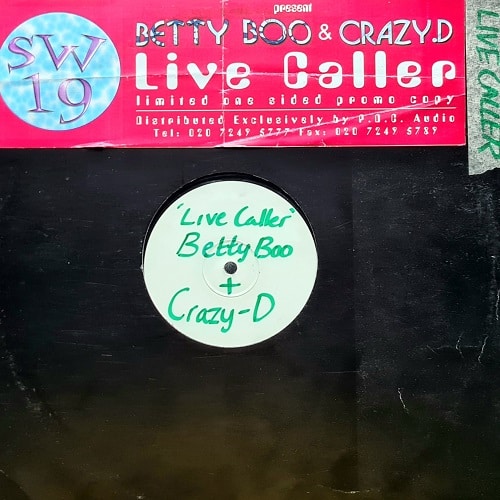 SW
19
present
BETTY BOO & CRAZY.D
Live Caller
limited one sided promo copy
Distributed Exclusively by P.O.C. Audio
Tel: 020 7249 5777 Fax: 020 7249 5789
LIVE CALLER
"Live Caller"
Betty Boo
+
Crazy-D